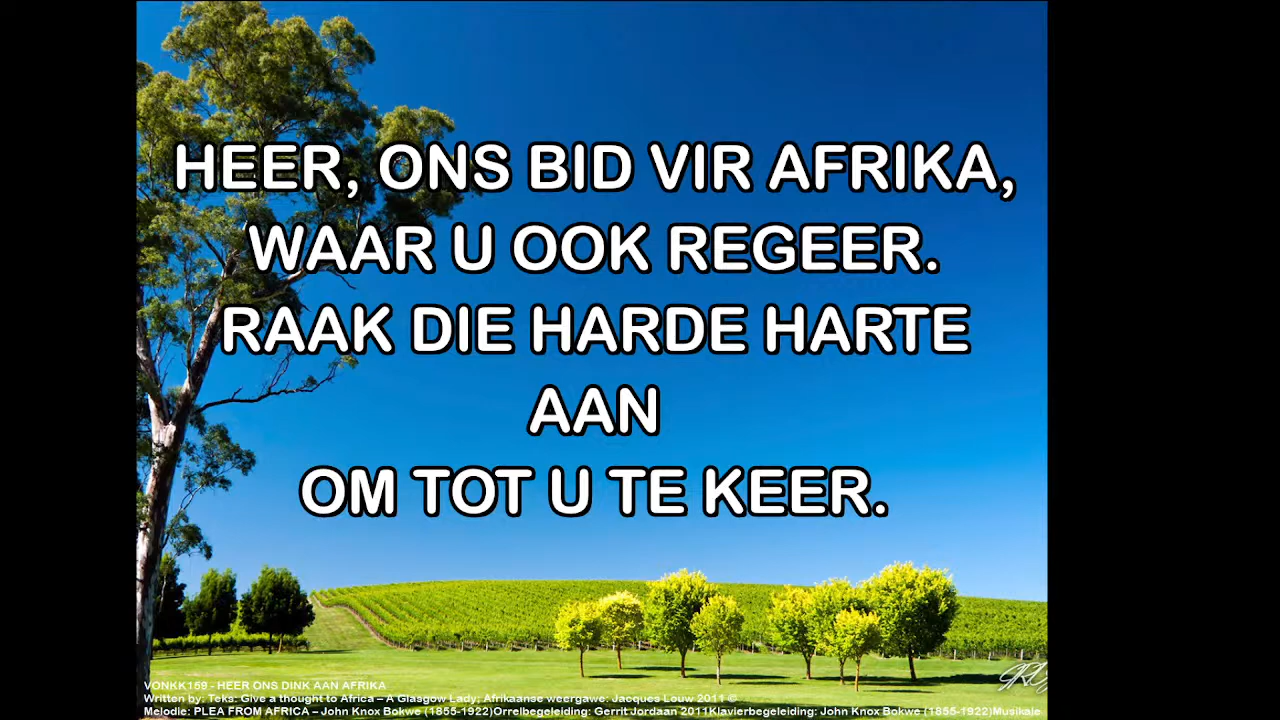 HEER, ONS BID VIR AFRIKA,
WAAR U OOK REGEER.
RAAK DIE HARDE HARTE
AAN
OM TOT U TE KEER.
VONKK159 - HEER ONS DINK AAN AFRIKA
Written by: Teks: Give a thought to Africa – A Glasgow Lady; Afrikaanse weergawe: Jacques Louw 2011 ©
Melodie: PLEA FROM AFRICA – John Knox Bokwe (1855-1922)Orrelbegeleiding: Gerrit Jordaan 2011Klavierbegeleiding: John Knox Bokwe (1855-1922)Musikale